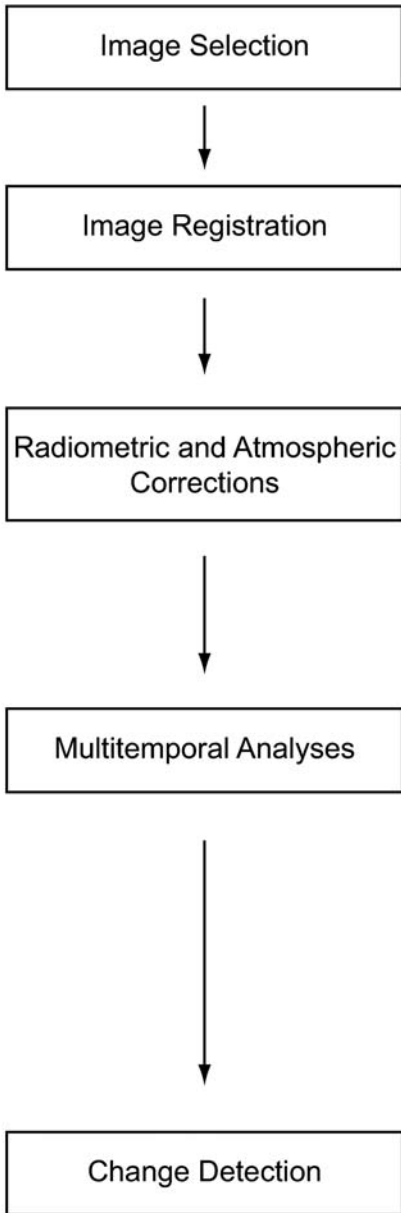 Image Selection
Image Registration
Radiometric and Atmospheric
Corrections
Multitemporal Analyses
Change Detection